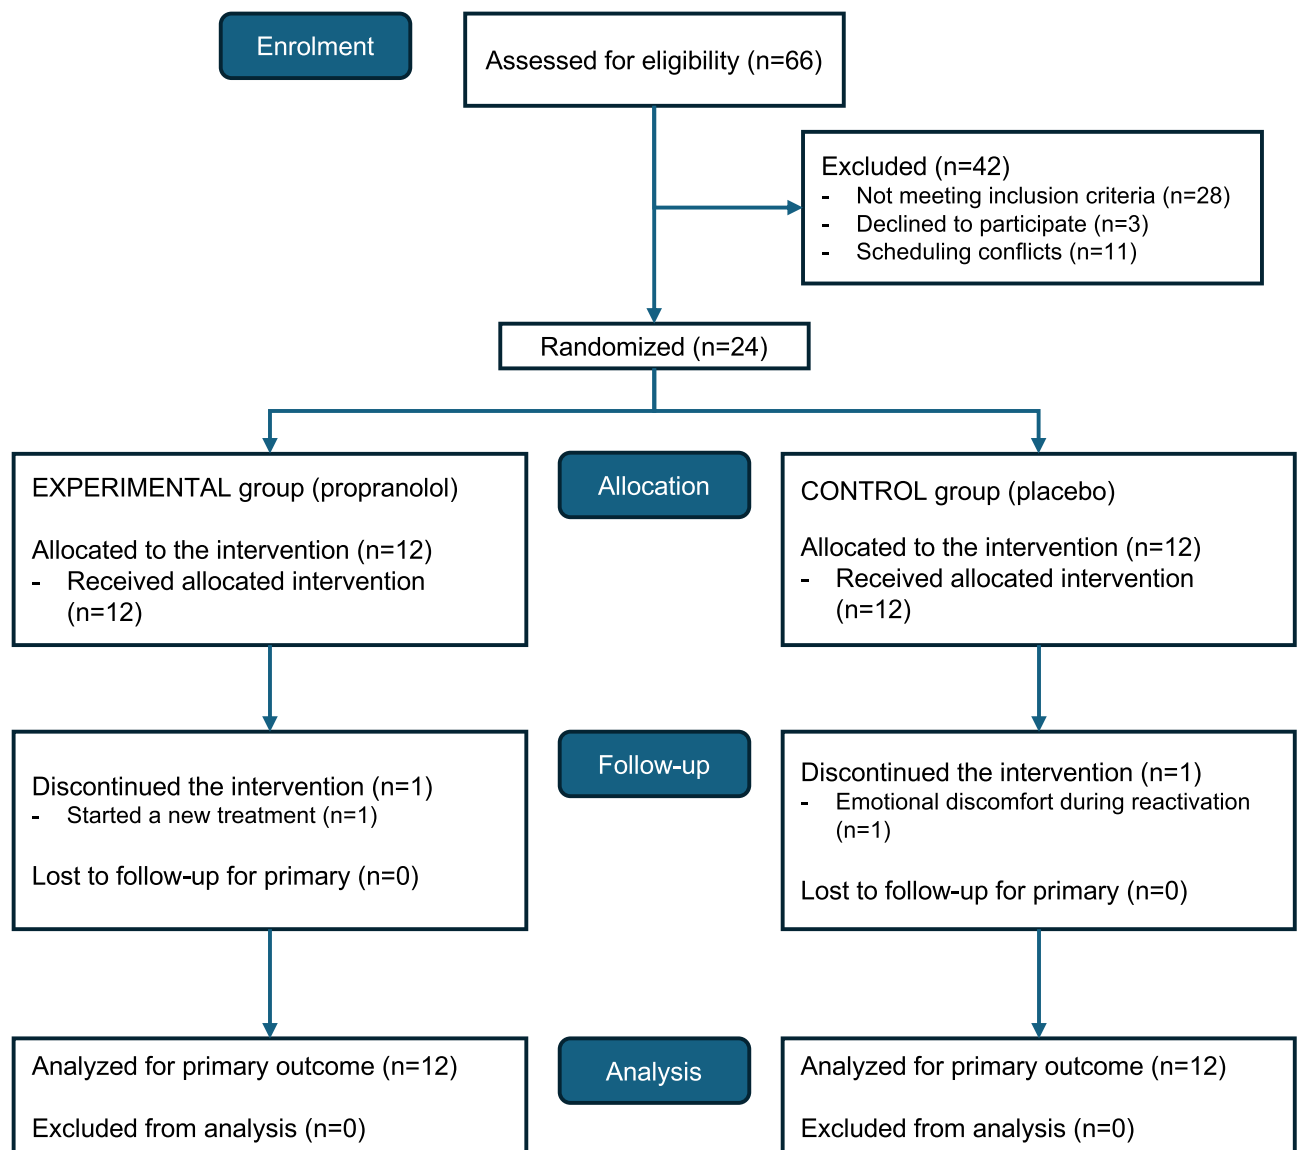 Enrolment
Assessed for eligibility (n=66)
Excluded (n=42)
- Not meeting inclusion criteria (n=28)
- Declined to participate (n=3)
- Scheduling conflicts (n=11)
Randomized (n=24)
EXPERIMENTAL group (propranolol)
Allocated to the intervention (n=12)
- Received allocated intervention
(n=12)
Allocation
CONTROL group (placebo)
Allocated to the intervention (n=12)
- Received allocated intervention
(n=12)
Discontinued the intervention (n=1)
- Started a new treatment (n=1)
Lost to follow-up for primary (n=0)
Follow-up
Discontinued the intervention (n=1)
- Emotional discomfort during reactivation
(n=1)
Lost to follow-up for primary (n=0)
Analyzed for primary outcome (n=12)
Excluded from analysis (n=0)
Analysis
Analyzed for primary outcome (n=12)
Excluded from analysis (n=0)